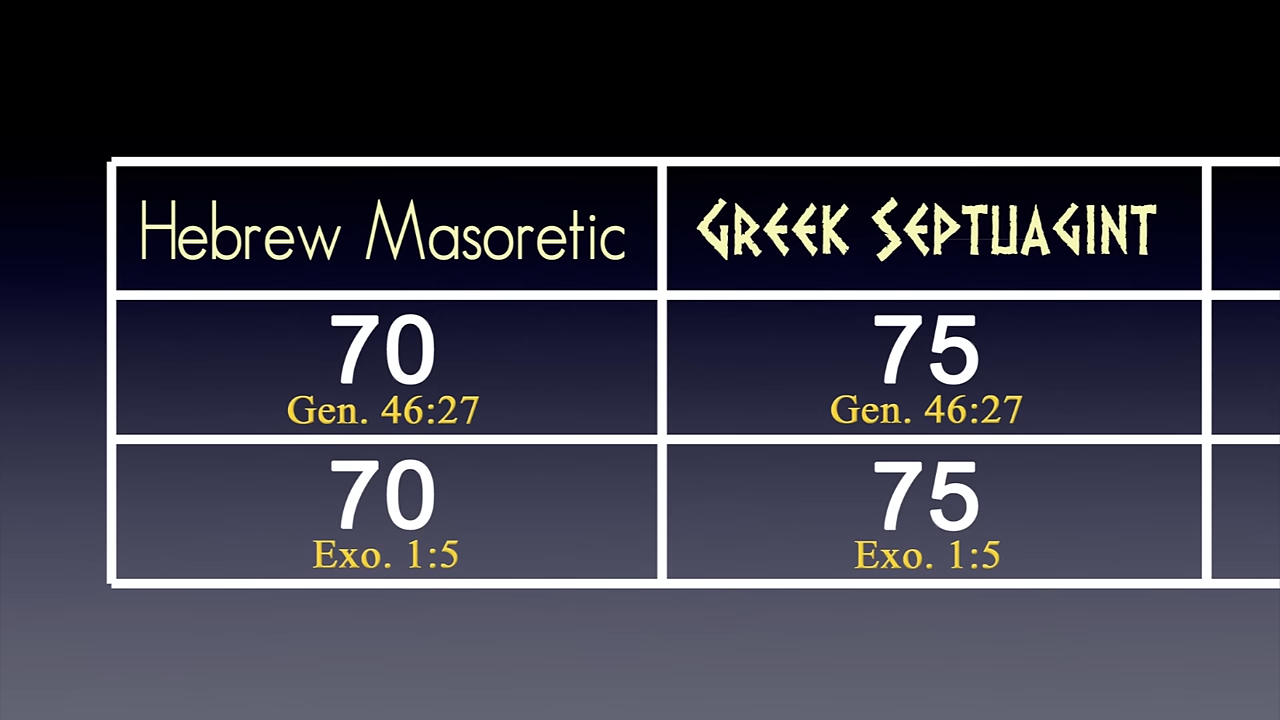 Hebrew Masoretic
GREEK SEPTUAGINT
70
Gen. 46:27
75
Gen. 46:27
70
Exo. 1:5
75
Exo. 1:5